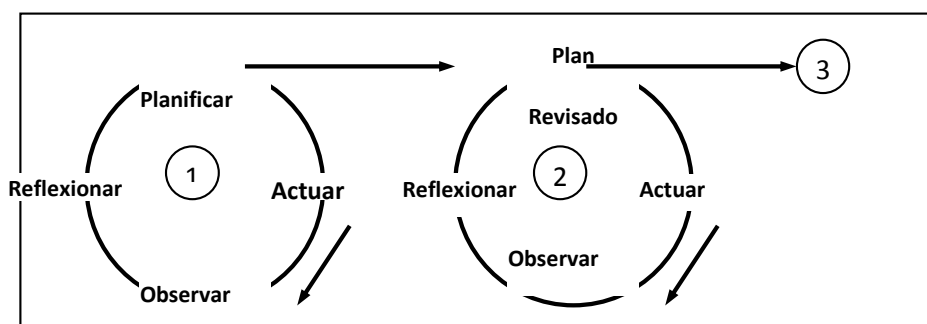 Planificar
1
Reflexionar
Actuar
Observar
Plan
Revisado
2
Reflexionar
Actuar
Observar
3